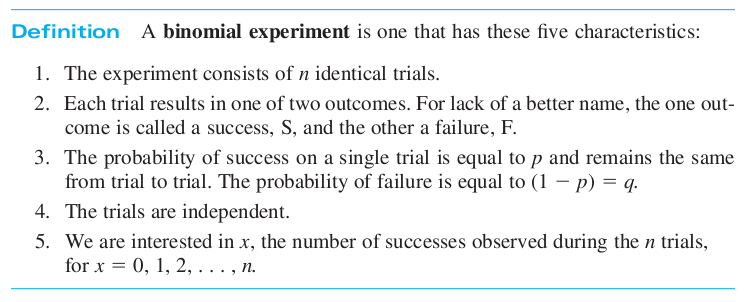 Definition A binomial experiment is one that has these five characteristics:
1. The experiment consists of n identical trials.
2. Each trial results in one of two outcomes. For lack of a better name, the one out-
come is called a success, S, and the other a failure, F.
3. The probability of success on a single trial is equal to p and remains the same
from trial to trial. The probability of failure is equal to (1 − p) = q.
4. The trials are independent.
5. We are interested in x, the number of successes observed during the n trials,
for x = 0, 1, 2, . . . , n.